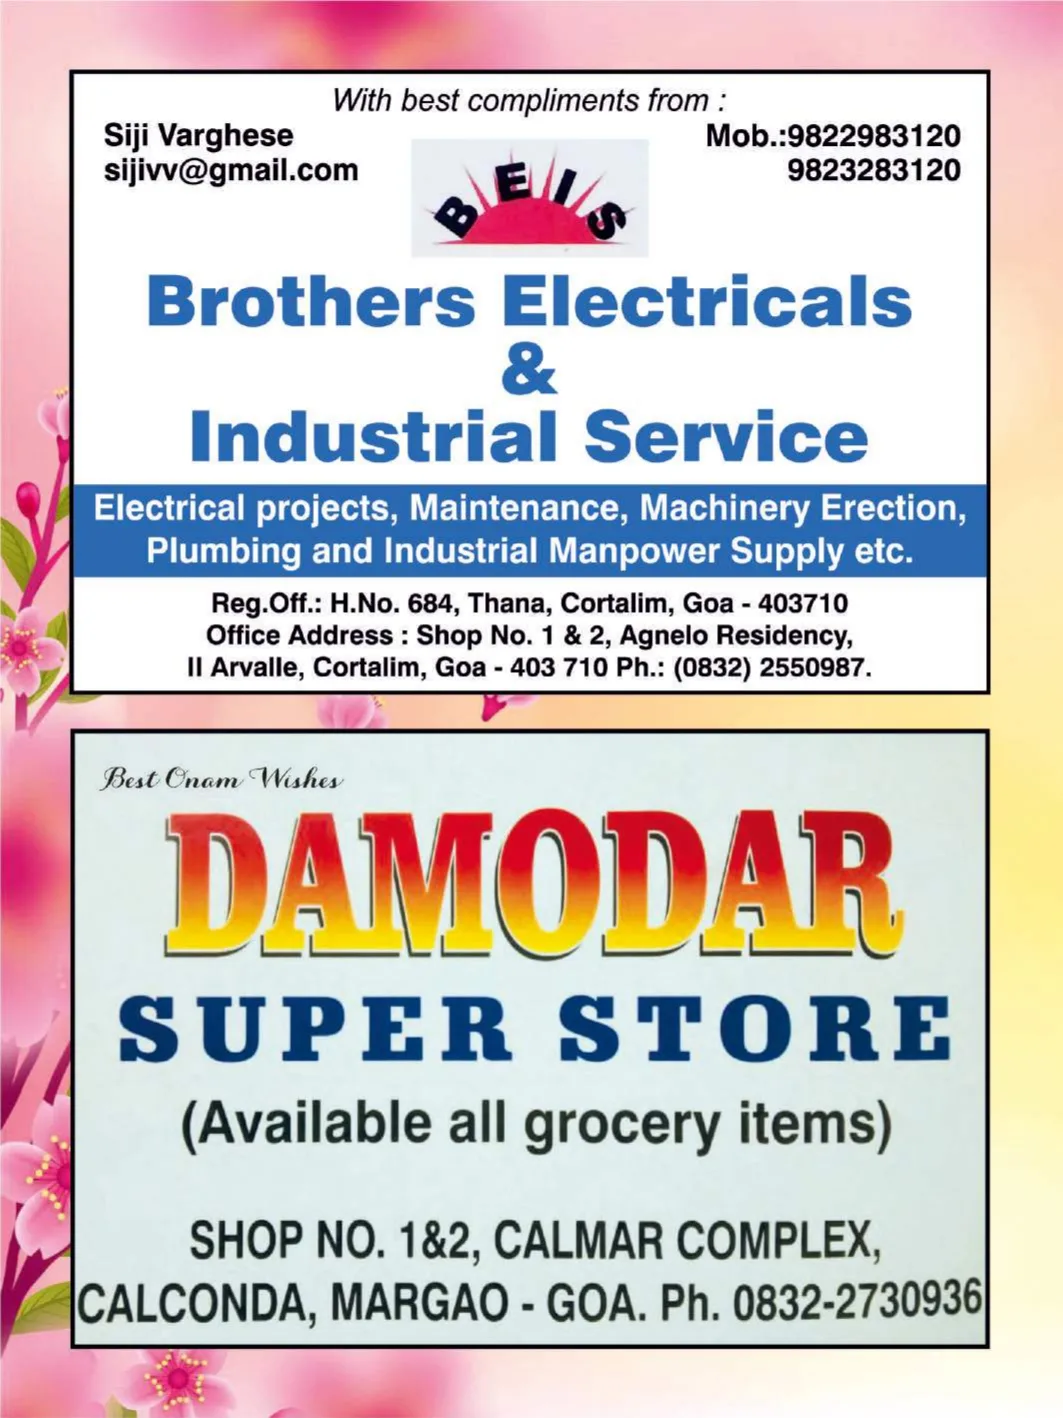 With best compliments from :
Siji Varghese
Mob.:9822983120
sijivv@gmail.com
9823283120
BEIS
Brothers Electricals
&
Industrial Service
Electrical projects, Maintenance, Machinery Erection,
Plumbing and Industrial Manpower Supply etc.
Reg.Off.: H.No. 684, Thana, Cortalim, Goa - 403710
Office Address : Shop No. 1 & 2, Agnelo Residency,
II Arvalle, Cortalim, Goa - 403 710 Ph.: (0832) 2550987.
Best Onam Wishes
DAMODAR
SUPER STORE
(Available all grocery items)
SHOP NO. 1&2, CALMAR COMPLEX,
CALCONDA, MARGAO - GOA. Ph. 0832-2730936